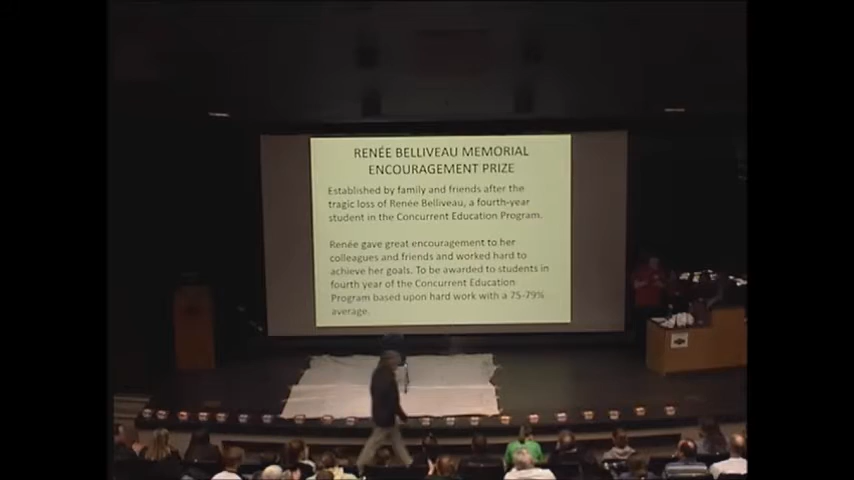 RENÉE BELLIVEAU MEMORIAL
ENCOURAGEMENT PRIZE
Established by family and friends after the
tragic loss of Renée Belliveau, a fourth-year
student in the Concurrent Education Program.
Renée gave great encouragement to her
colleagues and friends and worked hard to
achieve her goals. To be awarded to students in
fourth year of the Concurrent Education
Program based upon hard work with a 75-79%
average.